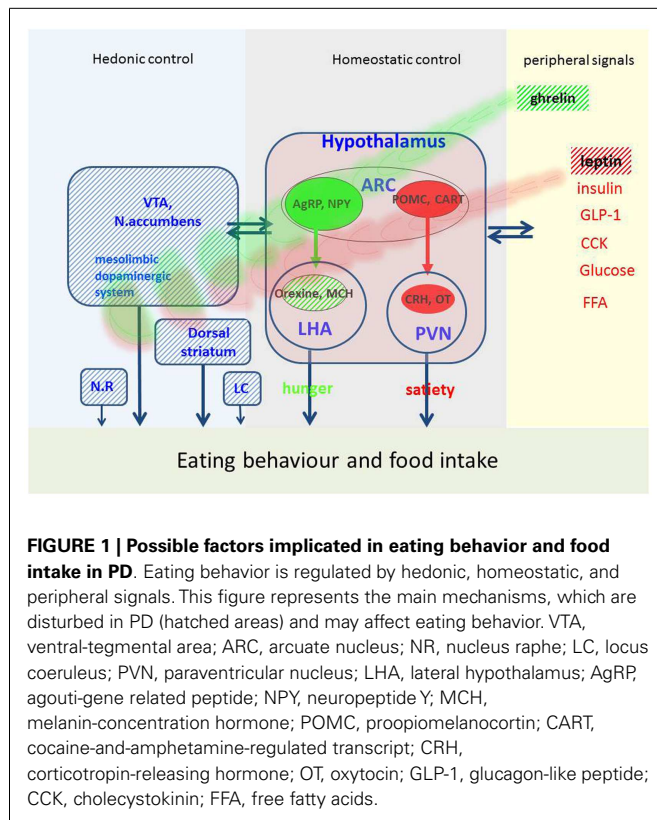 Hedonic control
Homeostatic control
peripheral signals
ghrelin
Hypothalamus
leptin
ARC
VTA,
N.accumbens
AgRP, NPY
POMC, CART
insulin
GLP-1
CCK
Glucose
FFA
mesolimbic
dopaminergic
system
Orexine, MCH
CRH, OT
LHA
PVN
Dorsal
striatum
N.R
LC
hunger
satiety
Eating behaviour and food intake
FIGURE 1 | Possible factors implicated in eating behavior and food
intake in PD. Eating behavior is regulated by hedonic, homeostatic, and
peripheral signals. This figure represents the main mechanisms, which are
disturbed in PD (hatched areas) and may affect eating behavior. VTA,
ventral-tegmental area; ARC, arcuate nucleus; NR, nucleus raphe; LC, locus
coeruleus; PVN, paraventricular nucleus; LHA, lateral hypothalamus; AgRP,
agouti-gene related peptide; NPY, neuropeptide Y; MCH,
melanin-concentration hormone; POMC, proopiomelanocortin; CART,
cocaine-and-amphetamine-regulated transcript; CRH,
corticotropin-releasing hormone; OT, oxytocin; GLP-1, glucagon-like peptide;
CCK, cholecystokinin; FFA, free fatty acids.